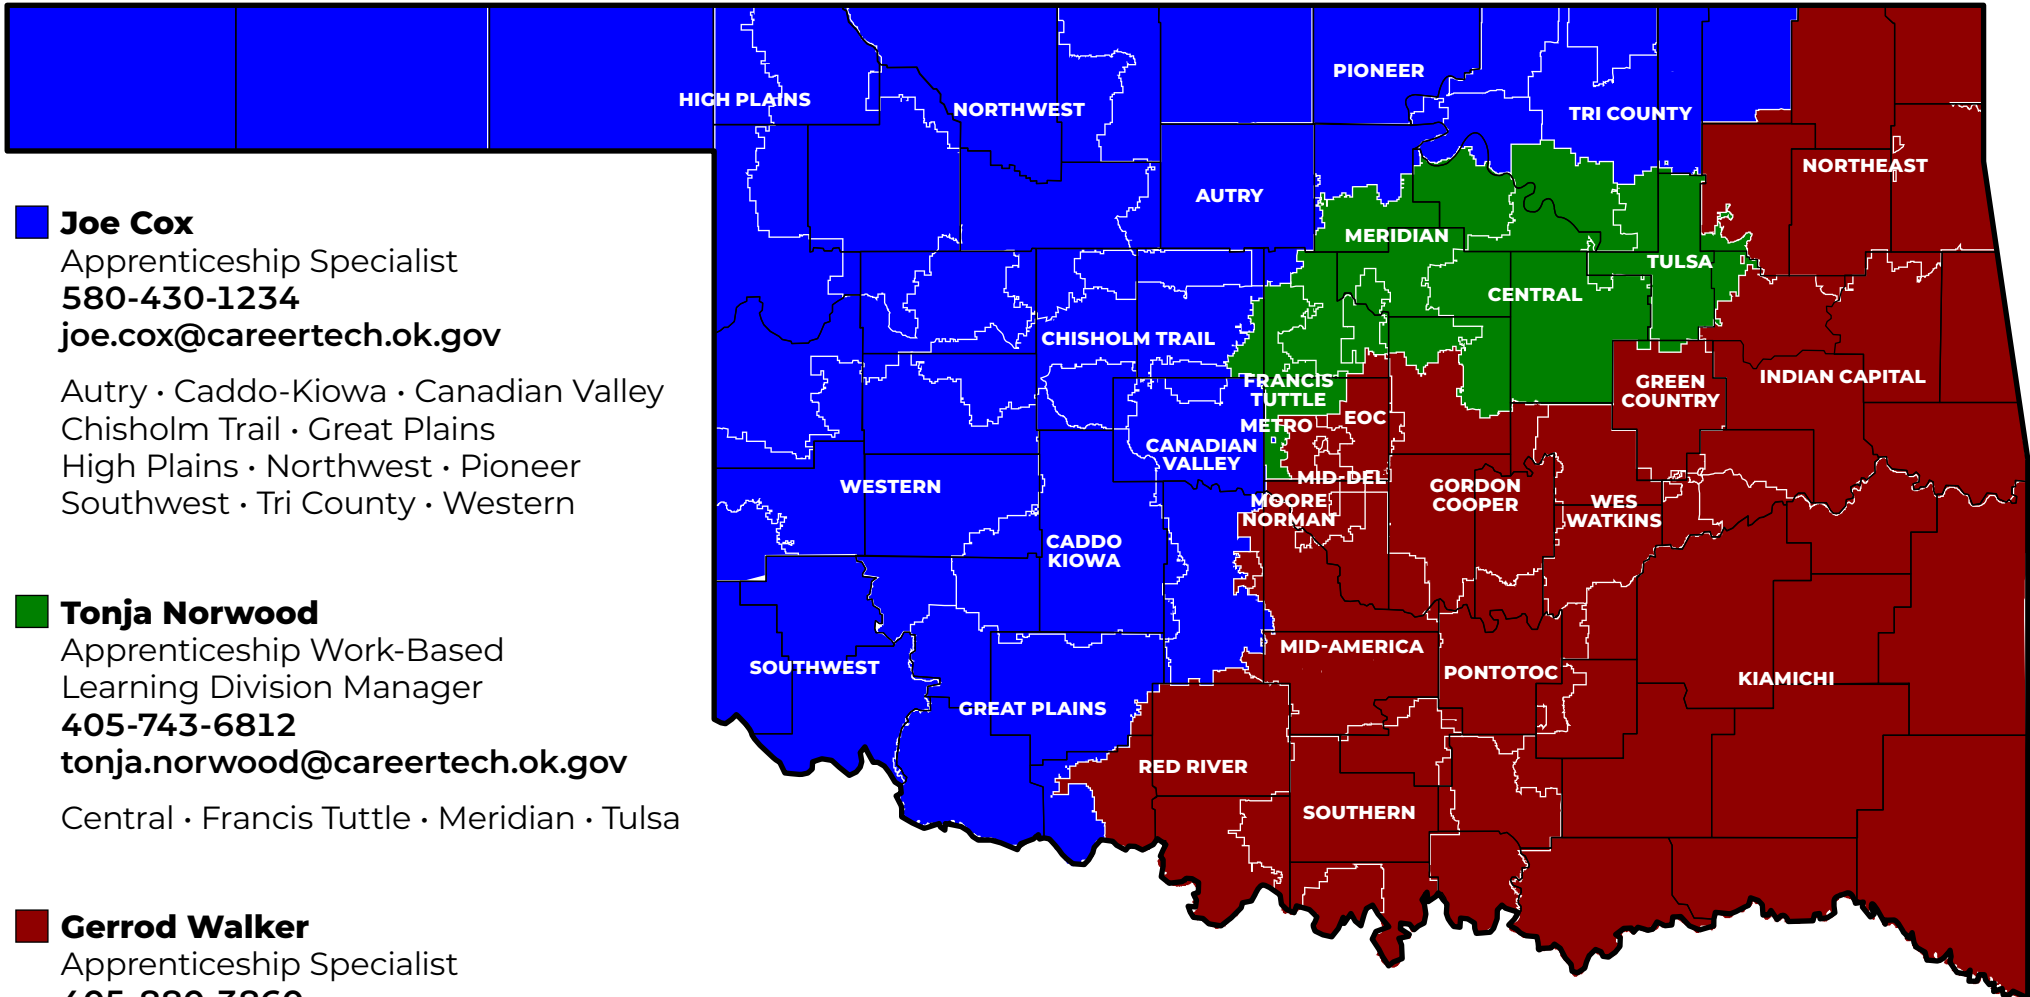 Joe Cox
Apprenticeship Specialist
580-430-1234
joe.cox@careertech.ok.gov
Autry • Caddo-Kiowa • Canadian Valley
Chisholm Trail • Great Plains
High Plains • Northwest • Pioneer
Southwest • Tri County • Western
Tonja Norwood
Apprenticeship Work-Based
Learning Division Manager
405-743-6812
tonja.norwood@careertech.ok.gov
Central • Francis Tuttle • Meridian • Tulsa
Gerrod Walker
Apprenticeship Specialist
405-880-3860
HIGH PLAINS
NORTHWEST
PIONEER
TRI COUNTY
NORTHEAST
AUTRY
MERIDIAN
TULSA
CENTRAL
CHISHOLM TRAIL
FRANCIS
TUTTLE
GREEN
COUNTRY
INDIAN CAPITAL
EOC
METRO
CANADIAN
VALLEY
MID-DEL
WESTERN
GORDON
COOPER
MOORE
NORMAN
WES
WATKINS
CADDO
KIOWA
MID-AMERICA
SOUTHWEST
PONTOTOC
KIAMICHI
GREAT PLAINS
RED RIVER
SOUTHERN